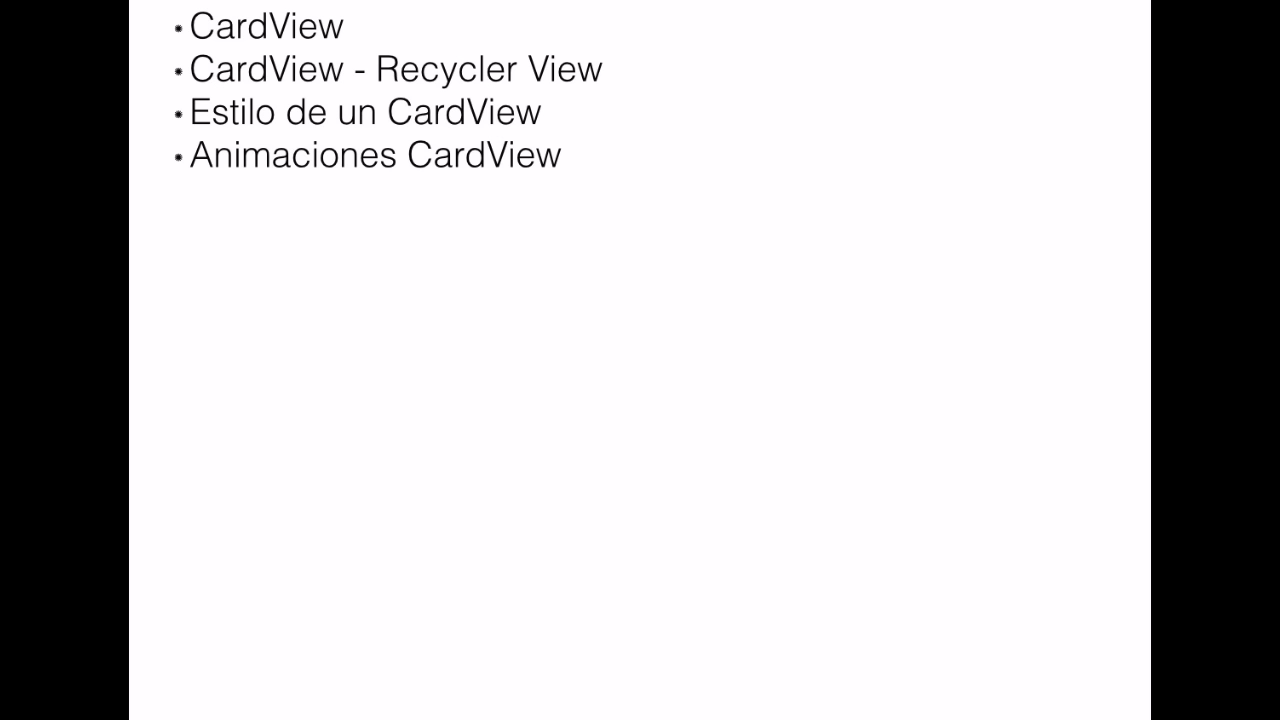 • CardView
• CardView - Recycler View
• Estilo de un CardView
• Animaciones CardView